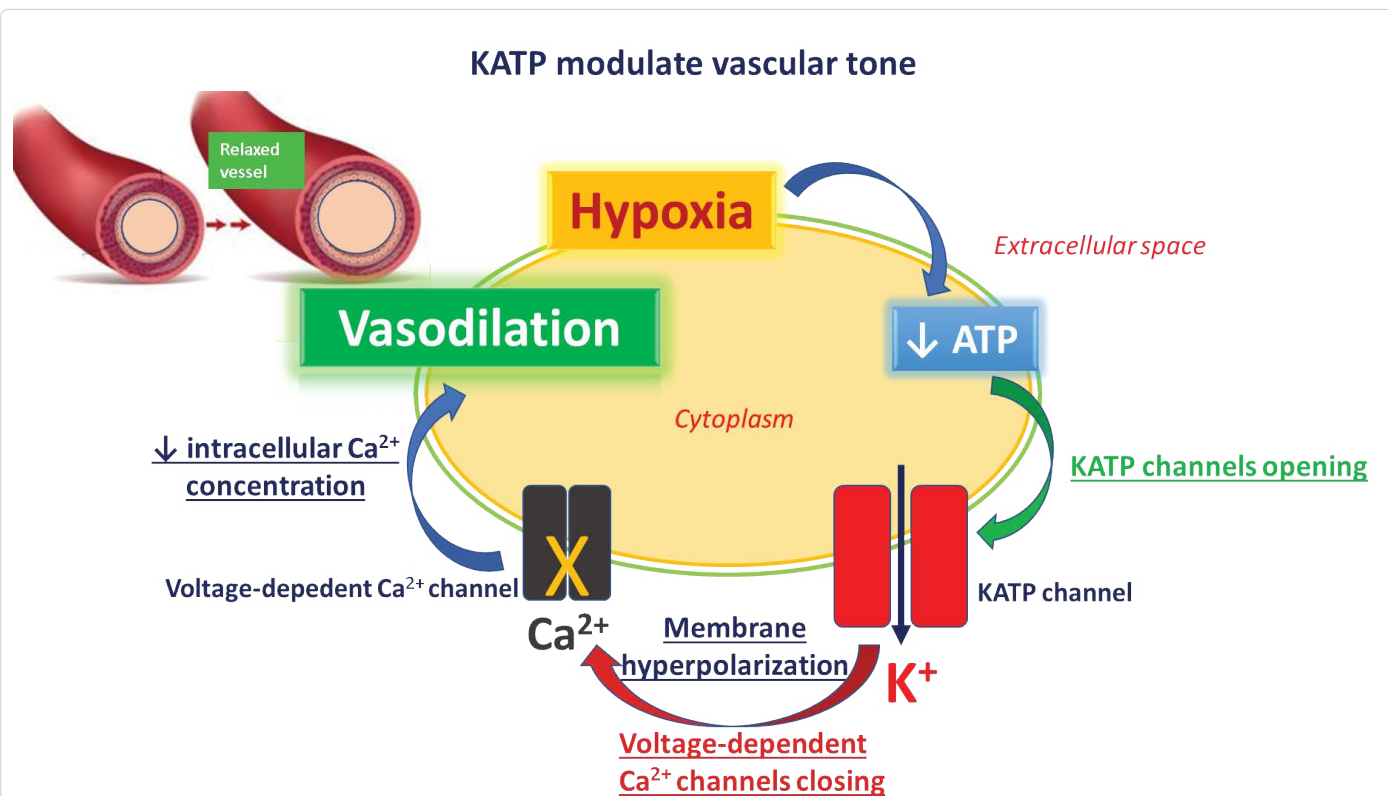 KATP modulate vascular tone
Relaxed
vessel
Hypoxia
Extracellular space
Vasodilation
↓ ATP
Cytoplasm
↓ intracellular Ca²⁺
concentration
KATP channels opening
X
Voltage-depedent Ca²⁺ channel
KATP channel
Ca²⁺
Membrane
hyperpolarization
K⁺
Voltage-dependent
Ca²⁺ channels closing